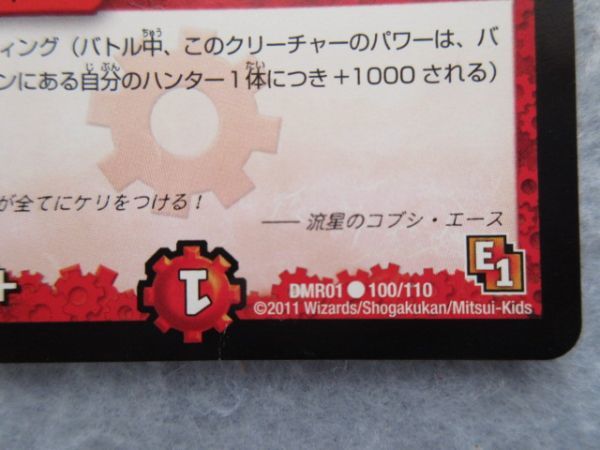 ィング（バトル中、このクリーチャーのパワーは、バ
ンにある自分のハンター1体につき+1000される）
が全てにケリをつける！
―― 流星のコブシ・エース
E1
+
1
DMR01 ● 100/110
©2011 Wizards/Shogakukan/Mitsui-Kids